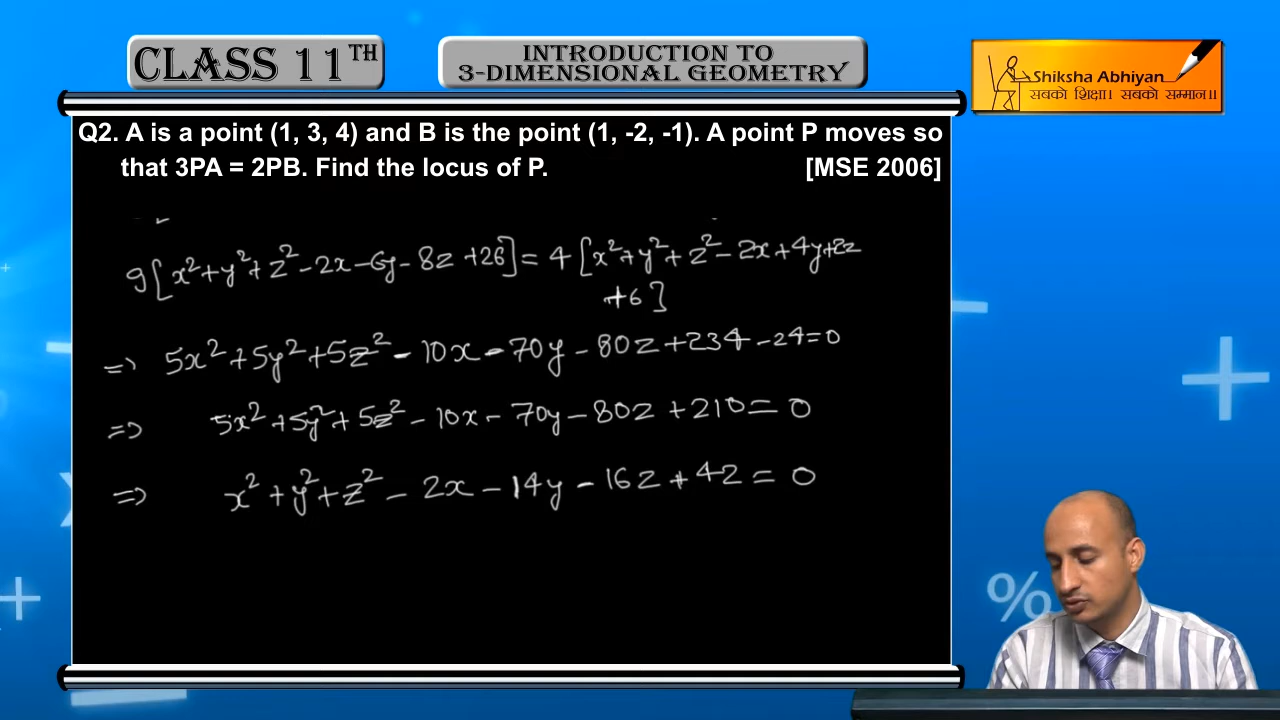 CLASS 11TH
INTRODUCTION TO
3-DIMENSIONAL GEOMETRY
Shiksha Abhiyan
सबको शिक्षा। सबको सम्मान।।
Q2. A is a point (1, 3, 4) and B is the point (1, -2, -1). A point P moves so
that 3PA = 2PB. Find the locus of P. [MSE 2006]
9[x²+y²+z²-2x-6y-8z+26] = 4[x²+y²+z²-2x+4y+2z
+6]
=> 5x²+5y²+5z²-10x-70y-80z+234-24=0
=> 5x²+5y²+5z²-10x-70y-80z+210=0
=> x²+y²+z²-2x-14y-16z+42=0
%